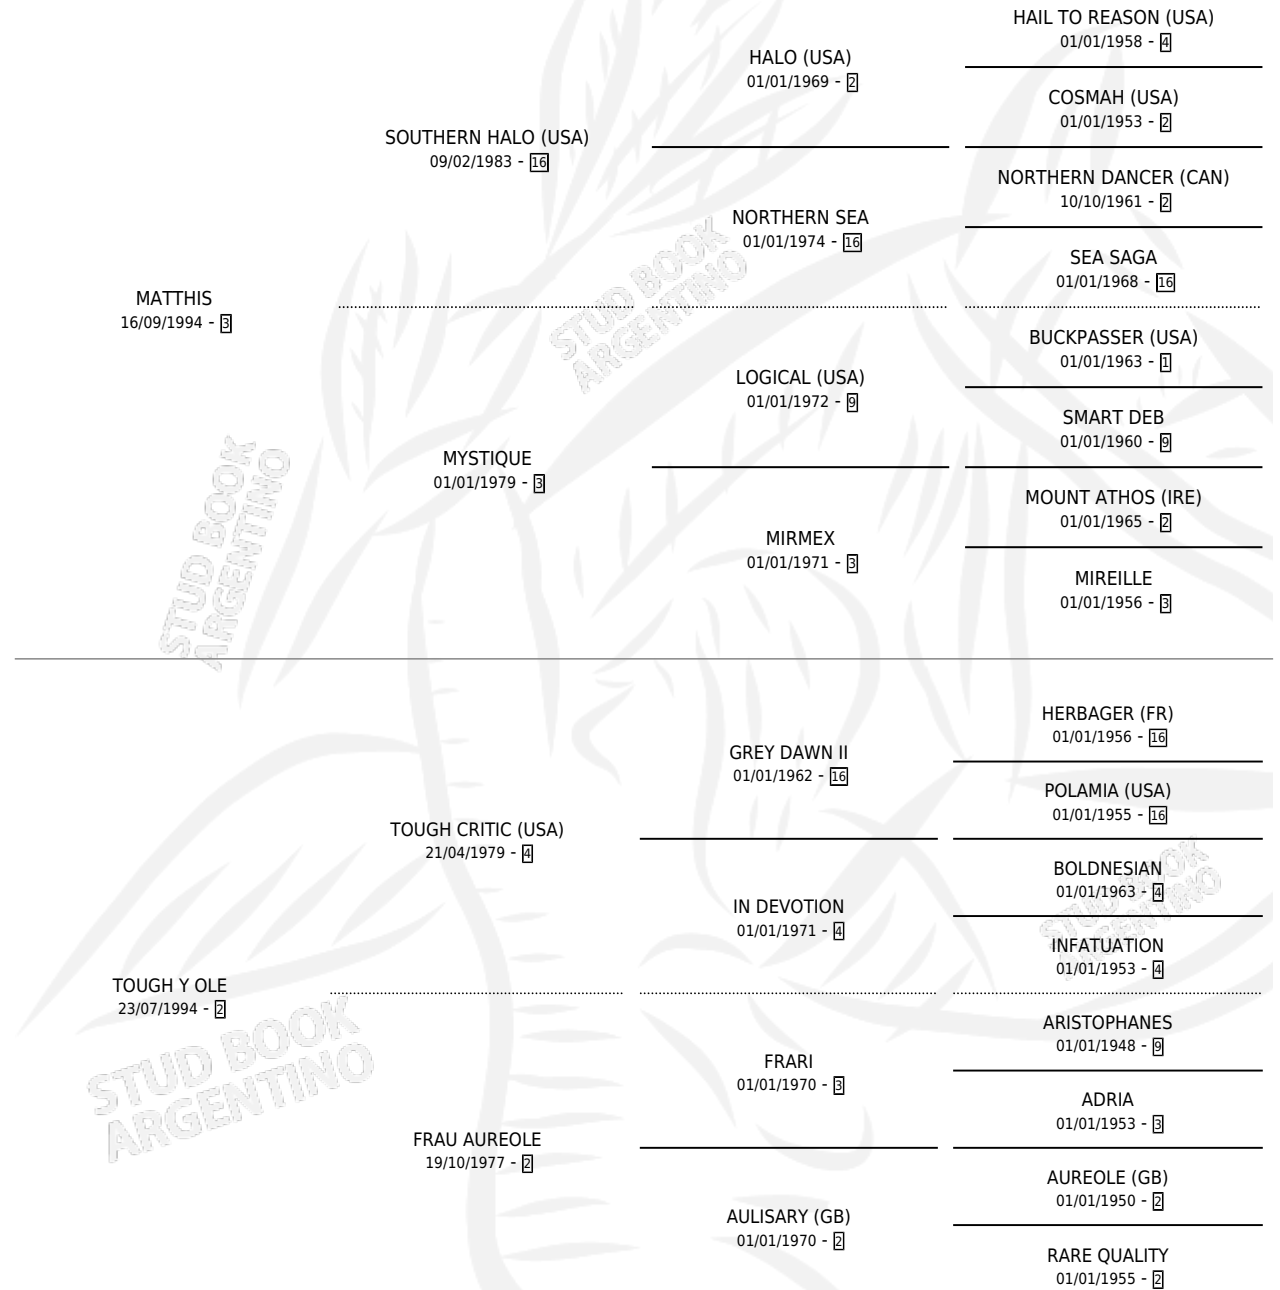 HAIL TO REASON (USA)
01/01/1958 - 4
HALO (USA)
01/01/1969 - 2
COSMAH (USA)
01/01/1953 - 2
SOUTHERN HALO (USA)
09/02/1983 - 16
NORTHERN DANCER (CAN)
10/10/1961 - 2
NORTHERN SEA
01/01/1974 - 16
SEA SAGA
01/01/1968 - 16
MATTHIS
16/09/1994 - 3
STUD BOOK
ARGENTINO
BUCKPASSER (USA)
01/01/1963 - 1
LOGICAL (USA)
01/01/1972 - 9
SMART DEB
01/01/1960 - 9
MYSTIQUE
01/01/1979 - 3
MOUNT ATHOS (IRE)
01/01/1965 - 2
MIRMEX
01/01/1971 - 3
MIREILLE
01/01/1956 - 3
STUD BOOK
ARGENTINO
HERBAGER (FR)
01/01/1956 - 16
GREY DAWN II
01/01/1962 - 16
POLAMIA (USA)
01/01/1955 - 16
TOUGH CRITIC (USA)
21/04/1979 - 4
BOLDNESIAN
01/01/1963 - 4
IN DEVOTION
01/01/1971 - 4
STUD BOOK
ARGENTINO
INFATUATION
01/01/1953 - 4
TOUGH Y OLE
23/07/1994 - 2
STUD BOOK
ARGENTINO
ARISTOPHANES
01/01/1948 - 9
FRARI
01/01/1970 - 3
ADRIA
01/01/1953 - 3
FRAU AUREOLE
19/10/1977 - 2
AUREOLE (GB)
01/01/1950 - 2
AULISARY (GB)
01/01/1970 - 2
RARE QUALITY
01/01/1955 - 2